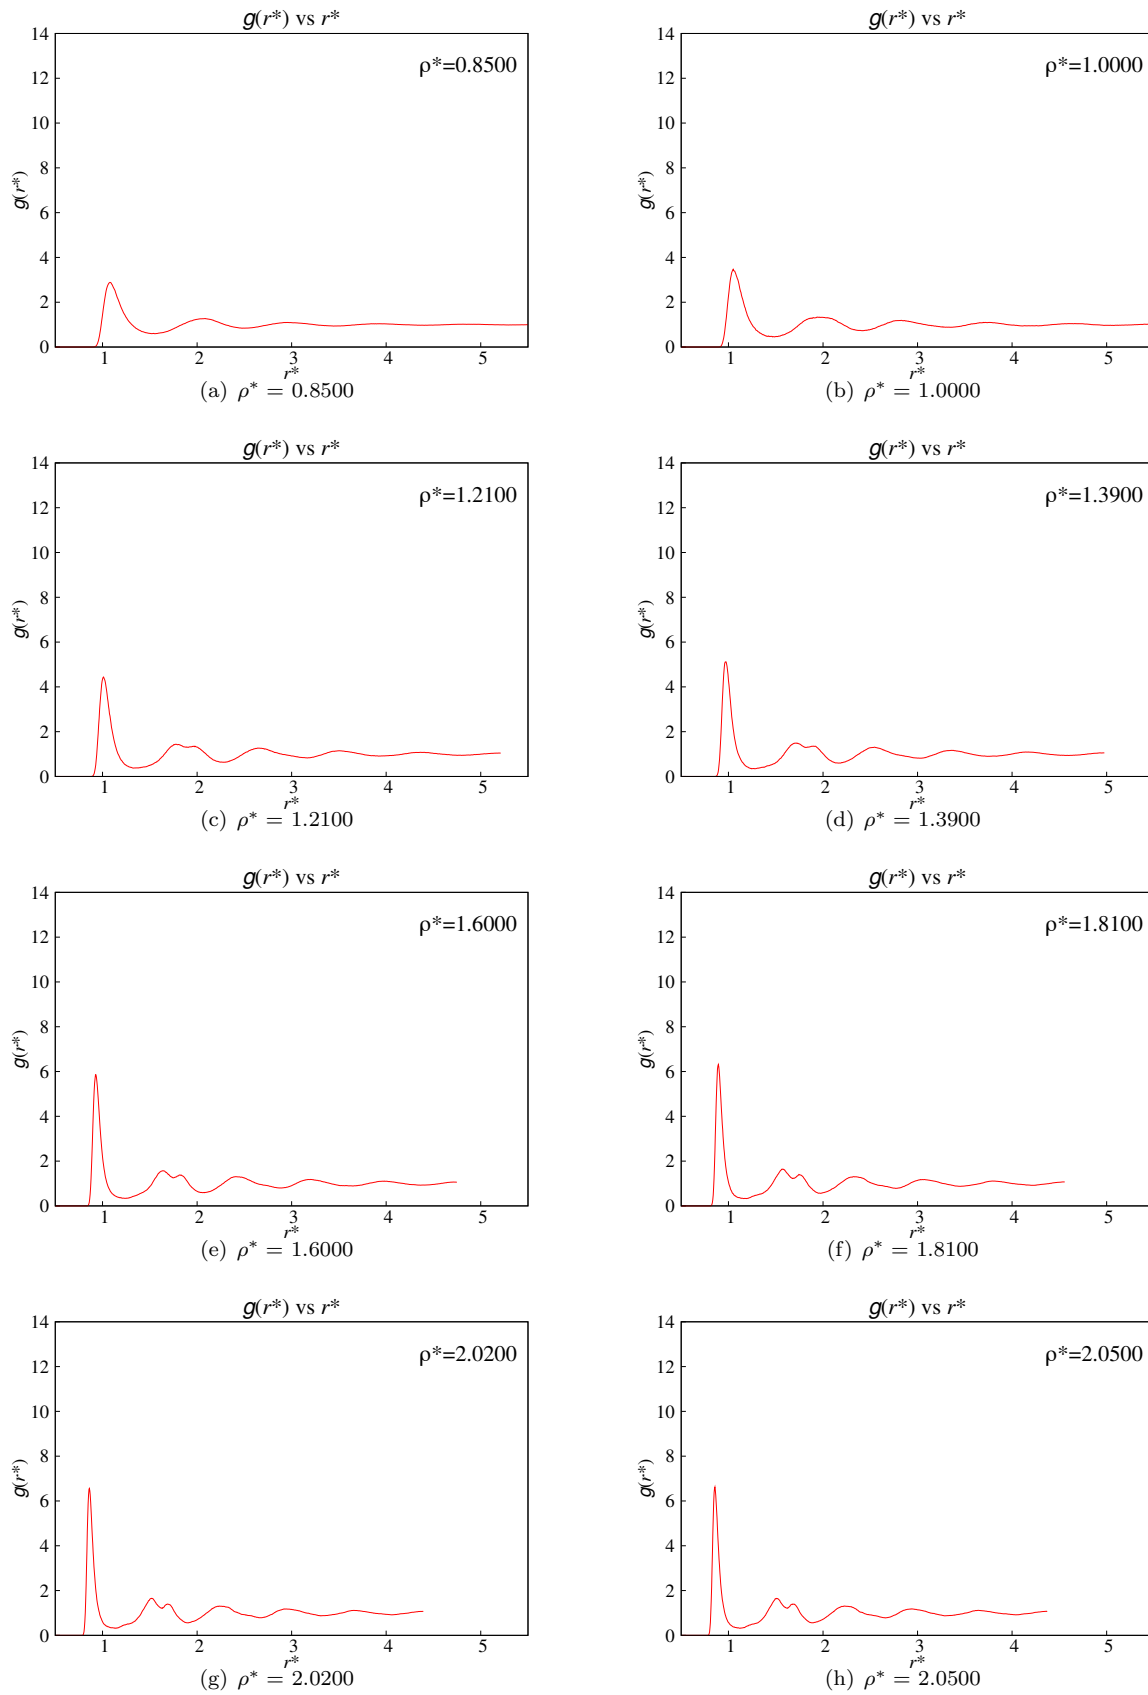 g(r*) vs r*
ρ*=0.8500
14
12
10
8
6
4
2
0
g(r*)
1 2 3 4 5
r*
(a) ρ* = 0.8500
g(r*) vs r*
ρ*=1.0000
14
12
10
8
6
4
2
0
g(r*)
1 2 3 4 5
r*
(b) ρ* = 1.0000
g(r*) vs r*
ρ*=1.2100
14
12
10
8
6
4
2
0
g(r*)
1 2 3 4 5
r*
(c) ρ* = 1.2100
g(r*) vs r*
ρ*=1.3900
14
12
10
8
6
4
2
0
g(r*)
1 2 3 4 5
r*
(d) ρ* = 1.3900
g(r*) vs r*
ρ*=1.6000
14
12
10
8
6
4
2
0
g(r*)
1 2 3 4 5
r*
(e) ρ* = 1.6000
g(r*) vs r*
ρ*=1.8100
14
12
10
8
6
4
2
0
g(r*)
1 2 3 4 5
r*
(f) ρ* = 1.8100
g(r*) vs r*
ρ*=2.0200
14
12
10
8
6
4
2
0
g(r*)
1 2 3 4 5
r*
(g) ρ* = 2.0200
g(r*) vs r*
ρ*=2.0500
14
12
10
8
6
4
2
0
g(r*)
1 2 3 4 5
r*
(h) ρ* = 2.0500